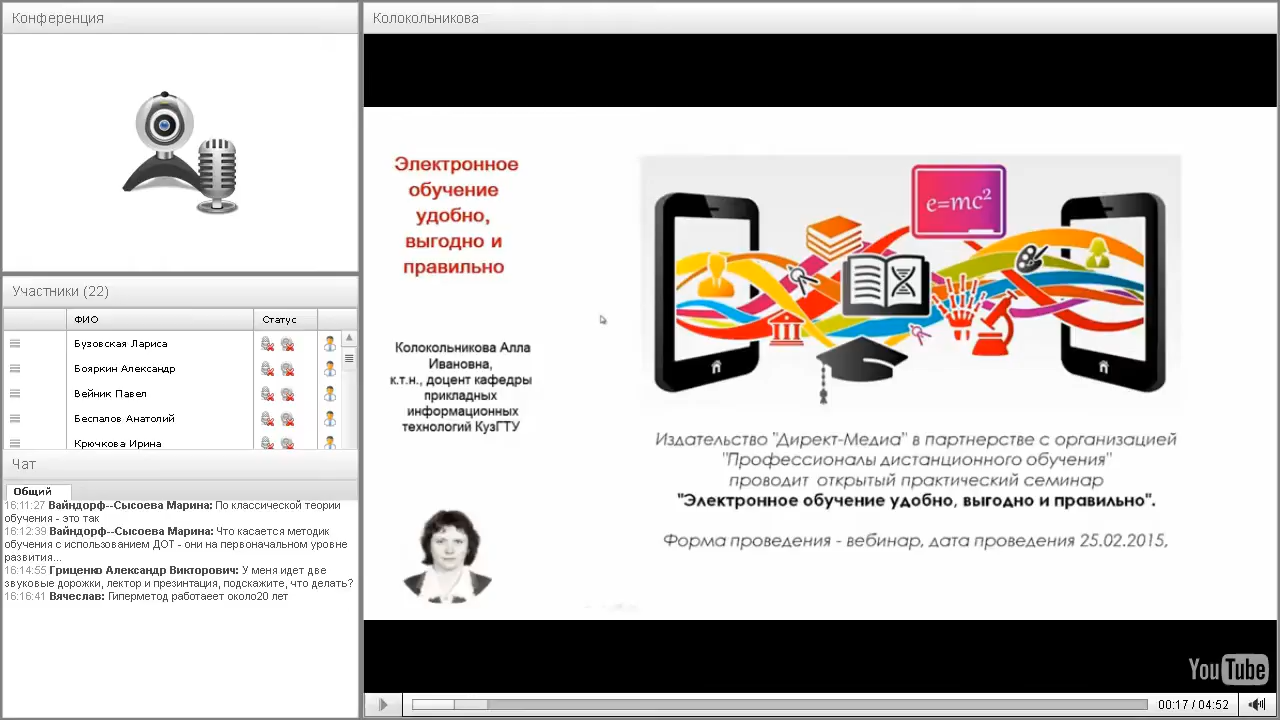 Конференция
Участники (22)
ФИО
Статус
Бузовская Лариса
Бояркин Александр
Вейник Павел
Беспалов Анатолий
Крючкова Ирина
Чат
Общий
16:11:27 Вайндорф--Сысоева Марина: По классической теории
обучения - это так
16:12:39 Вайндорф--Сысоева Марина: Что касается методик
обучения с использованием ДОТ - они на первоначальном уровне
развития...
16:14:55 Гриценко Александр Викторович: У меня идет две
звуковые дорожки, лектор и презинтация, подскажите, что делать?
16:16:41 Вячеслав: Гиперметод работаеет около20 лет
Колокольникова
Электронное
обучение
удобно,
выгодно и
правильно
Колокольникова Алла
Ивановна,
к.т.н., доцент кафедры
прикладных
информационных
технологий КузГТУ
e=mc²
Издательство "Директ-Медиа" в партнерстве с организацией
"Профессионалы дистанционного обучения"
проводит открытый практический семинар
"Электронное обучение удобно, выгодно и правильно".
Форма проведения - вебинар, дата проведения 25.02.2015,
YouTube
00:17 / 04:52